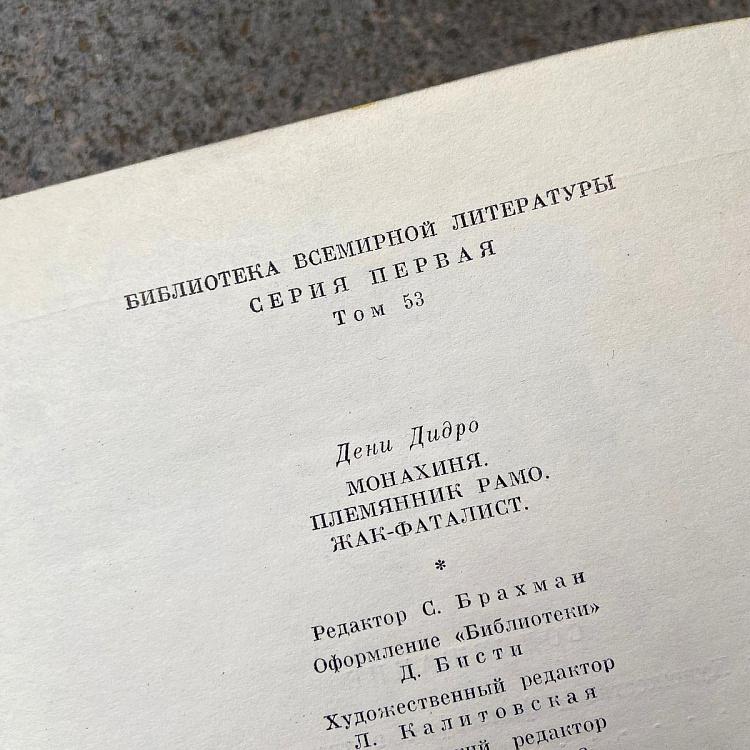 БИБЛИОТЕКА ВСЕМИРНОЙ ЛИТЕРАТУРЫ
СЕРИЯ ПЕРВАЯ
Том 53
Дени Дидро
МОНАХИНЯ.
ПЛЕМЯННИК РАМО.
ЖАК-ФАТАЛИСТ.
*
Редактор С. Брахман
Оформление «Библиотеки»
Д. Бисти
Художественный редактор
Л. Калитовская
редактор